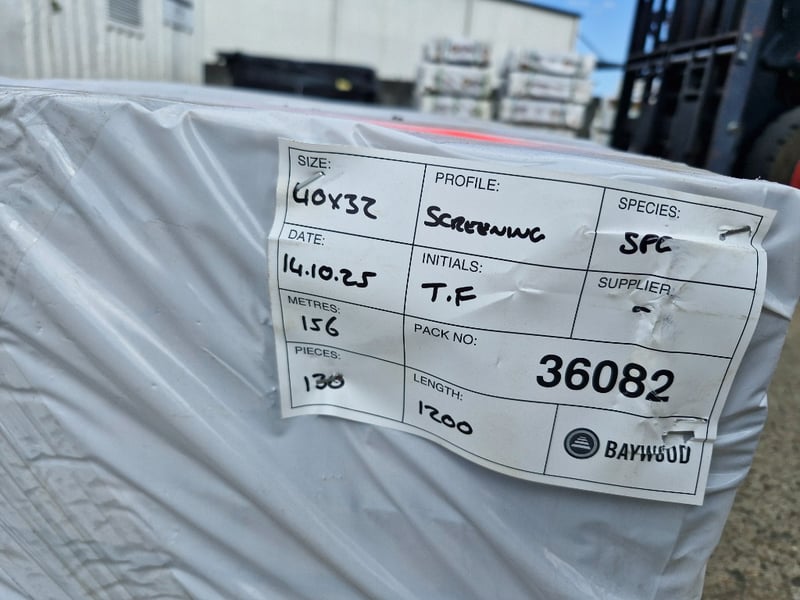 SIZE:
40x32
PROFILE:
SCREENING
SPECIES:
SFC
DATE:
14.10.25
INITIALS:
T.F
SUPPLIER:
-
METRES:
156
PACK NO:
36082
PIECES:
130
LENGTH:
1200
BAYWOOD